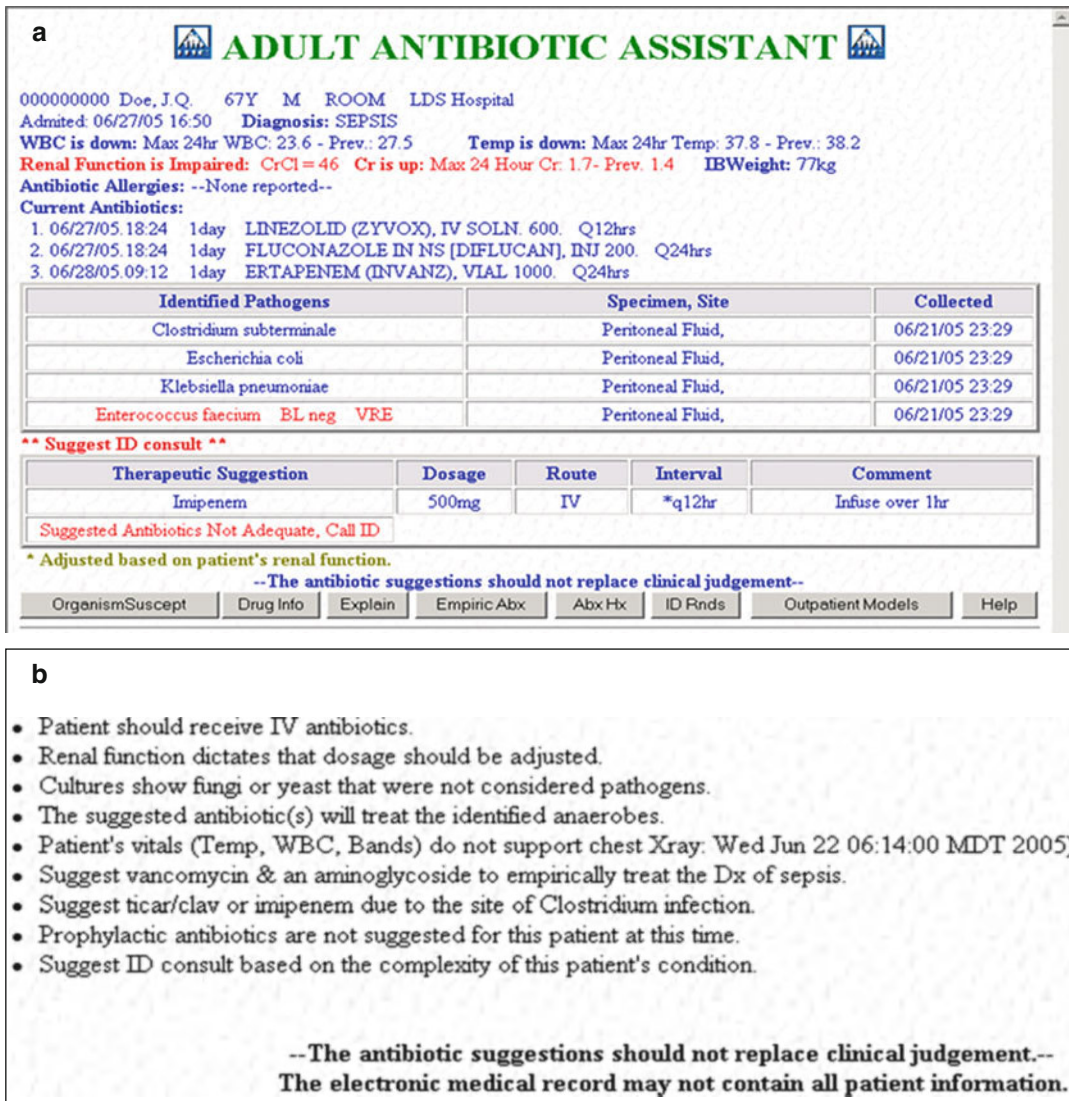 a
ADULT ANTIBIOTIC ASSISTANT
000000000 Doe, J.Q. 67Y M ROOM LDS Hospital
Admited: 06/27/05 16:50 Diagnosis: SEPSIS
WBC is down: Max 24hr WBC: 23.6 - Prev.: 27.5 Temp is down: Max 24hr Temp: 37.8 - Prev.: 38.2
Renal Function is Impaired: CrCl = 46 Cr is up: Max 24 Hour Cr: 1.7- Prev. 1.4 IBWeight: 77kg
Antibiotic Allergies: --None reported--
Current Antibiotics:
1. 06/27/05.18:24 1day LINEZOLID (ZYVOX), IV SOLN. 600. Q12hrs
2. 06/27/05.18:24 1day FLUCONAZOLE IN NS [DIFLUCAN], INJ 200. Q24hrs
3. 06/28/05.09:12 1day ERTAPENEM (INVANZ), VIAL 1000. Q24hrs
Identified Pathogens Specimen, Site Collected
Clostridium subterminale Peritoneal Fluid, 06/21/05 23:29
Escherichia coli Peritoneal Fluid, 06/21/05 23:29
Klebsiella pneumoniae Peritoneal Fluid, 06/21/05 23:29
Enterococcus faecium BL neg VRE Peritoneal Fluid, 06/21/05 23:29
** Suggest ID consult **
Therapeutic Suggestion Dosage Route Interval Comment
Imipenem 500mg IV *q12hr Infuse over 1hr
Suggested Antibiotics Not Adequate, Call ID
* Adjusted based on patient's renal function.
--The antibiotic suggestions should not replace clinical judgement--
OrganismSuscept Drug Info Explain Empiric Abx Abx Hx ID Rnds Outpatient Models Help
b
• Patient should receive IV antibiotics.
• Renal function dictates that dosage should be adjusted.
• Cultures show fungi or yeast that were not considered pathogens.
• The suggested antibiotic(s) will treat the identified anaerobes.
• Patient's vitals (Temp, WBC, Bands) do not support chest Xray: Wed Jun 22 06:14:00 MDT 2005)
• Suggest vancomycin & an aminoglycoside to empirically treat the Dx of sepsis.
• Suggest ticar/clav or imipenem due to the site of Clostridium infection.
• Prophylactic antibiotics are not suggested for this patient at this time.
• Suggest ID consult based on the complexity of this patient's condition.
--The antibiotic suggestions should not replace clinical judgement.--
The electronic medical record may not contain all patient information.